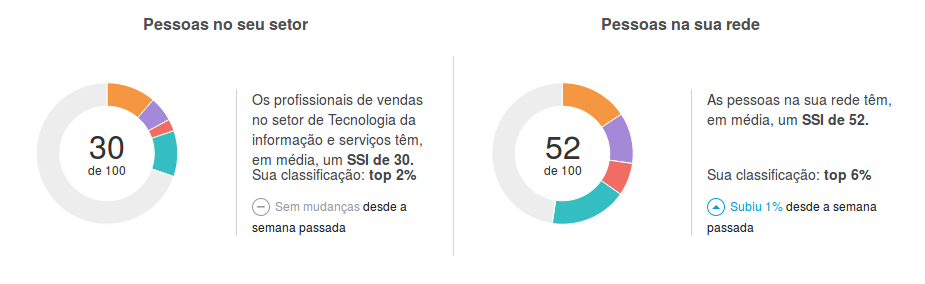 Pessoas no seu setor
30
de 100
Os profissionais de vendas
no setor de Tecnologia da
informação e serviços têm,
em média, um SSI de 30.
Sua classificação: top 2%
Sem mudanças desde a
semana passada
Pessoas na sua rede
52
de 100
As pessoas na sua rede têm,
em média, um SSI de 52.
Sua classificação: top 6%
Subiu 1% desde a semana
passada